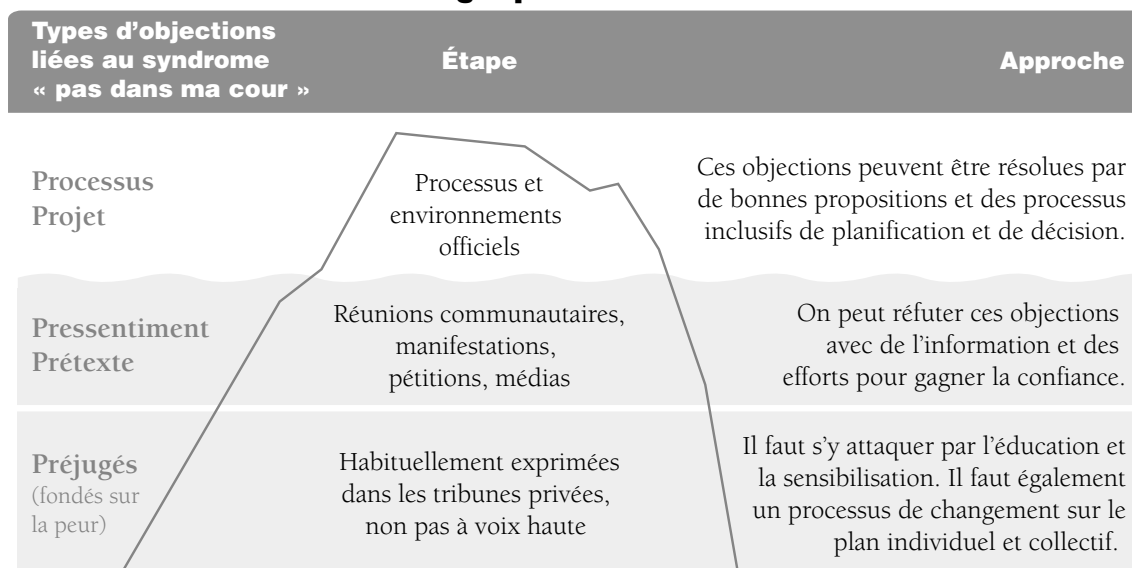 Types d’objections
liées au syndrome
« pas dans ma cour »
Étape
Approche
Processus
Projet
Processus et
environnements
officiels
Ces objections peuvent être résolues par
de bonnes propositions et des processus
inclusifs de planification et de décision.
Pressentiment
Prétexte
Réunions communautaires,
manifestations,
pétitions, médias
On peut réfuter ces objections
avec de l’information et des
efforts pour gagner la confiance.
Préjugés
(fondés sur
la peur)
Habituellement exprimées
dans les tribunes privées,
non pas à voix haute
Il faut s’y attaquer par l’éducation et
la sensibilisation. Il faut également
un processus de changement sur le
plan individuel et collectif.